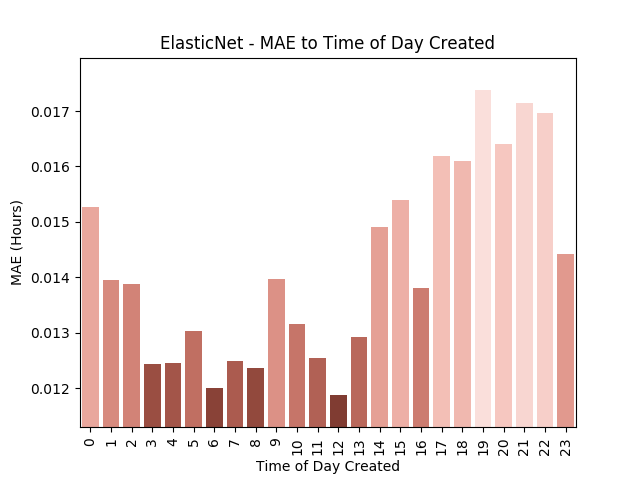 ElasticNet - MAE to Time of Day Created
MAE (Hours)
0.017
0.016
0.015
0.014
0.013
0.012
0 1 2 3 4 5 6 7 8 9 10 11 12 13 14 15 16 17 18 19 20 21 22 23
Time of Day Created